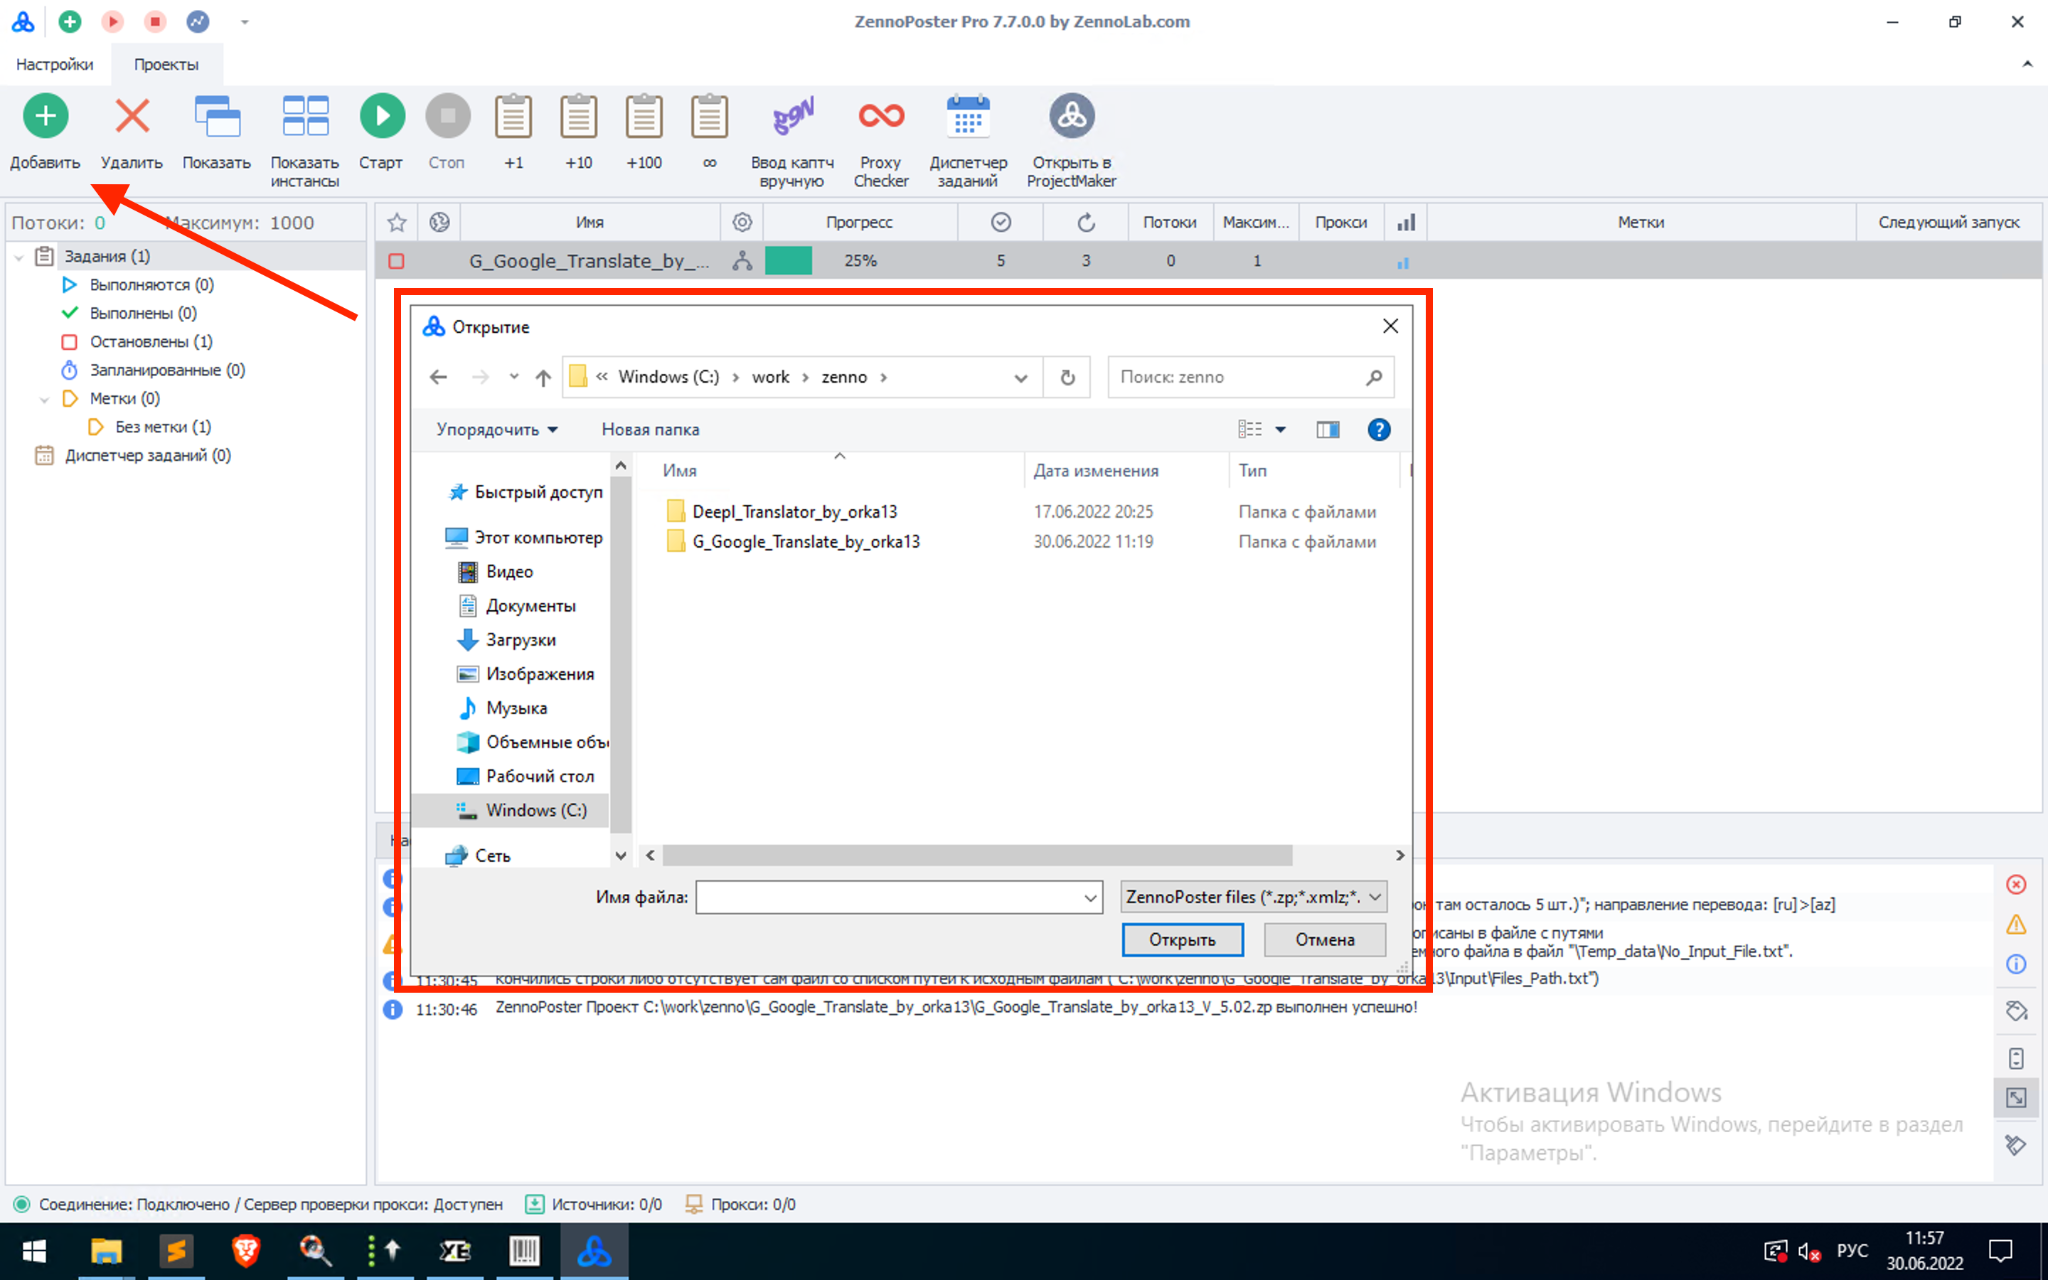 ZennoPoster Pro 7.7.0.0 by ZennoLab.com
Настройки
Проекты
Добавить
Удалить
Показать
Показать инстансы
Старт
Стоп
+1
+10
+100
∞
Ввод каптч вручную
Proxy Checker
Диспетчер заданий
Открыть в ProjectMaker
Потоки: 0
Максимум: 1000
Задания (1)
Выполняются (0)
Выполнены (0)
Остановлены (1)
Запланированные (0)
Метки (0)
Без метки (1)
Диспетчер заданий (0)
Имя
Прогресс
Потоки
Максим...
Прокси
Метки
Следующий запуск
G_Google_Translate_by_...
25%
5
3
0
1
Открытие
« Windows (C:) › work › zenno ›
Поиск: zenno
Упорядочить
Новая папка
Имя
Дата изменения
Тип
Deepl_Translator_by_orka13
17.06.2022 20:25
Папка с файлами
G_Google_Translate_by_orka13
30.06.2022 11:19
Папка с файлами
Быстрый доступ
Этот компьютер
Видео
Документы
Загрузки
Изображения
Музыка
Объемные объ
Рабочий стол
Windows (C:)
Сеть
Имя файла:
ZennoPoster files (*.zp;*.xmlz;*.
Открыть
Отмена
там осталось 5 шт.)"; направление перевода: [ru]>[az]
в файле с путями
файла в файл "\Temp_data\No_Input_File.txt".
11:30:45 Кончились строки либо отсутствует сам файл со списком путей к исходным файлам ("C:\work\zenno\G_Google_Translate_by_orka13\Input\Files_Path.txt")
11:30:46 ZennoPoster Проект C:\work\zenno\G_Google_Translate_by_orka13\G_Google_Translate_by_orka13_V_5.02.zp выполнен успешно!
Активация Windows
Чтобы активировать Windows, перейдите в раздел
"Параметры".
Соединение: Подключено / Сервер проверки прокси: Доступен
Источники: 0/0
Прокси: 0/0
РУС
11:57
30.06.2022